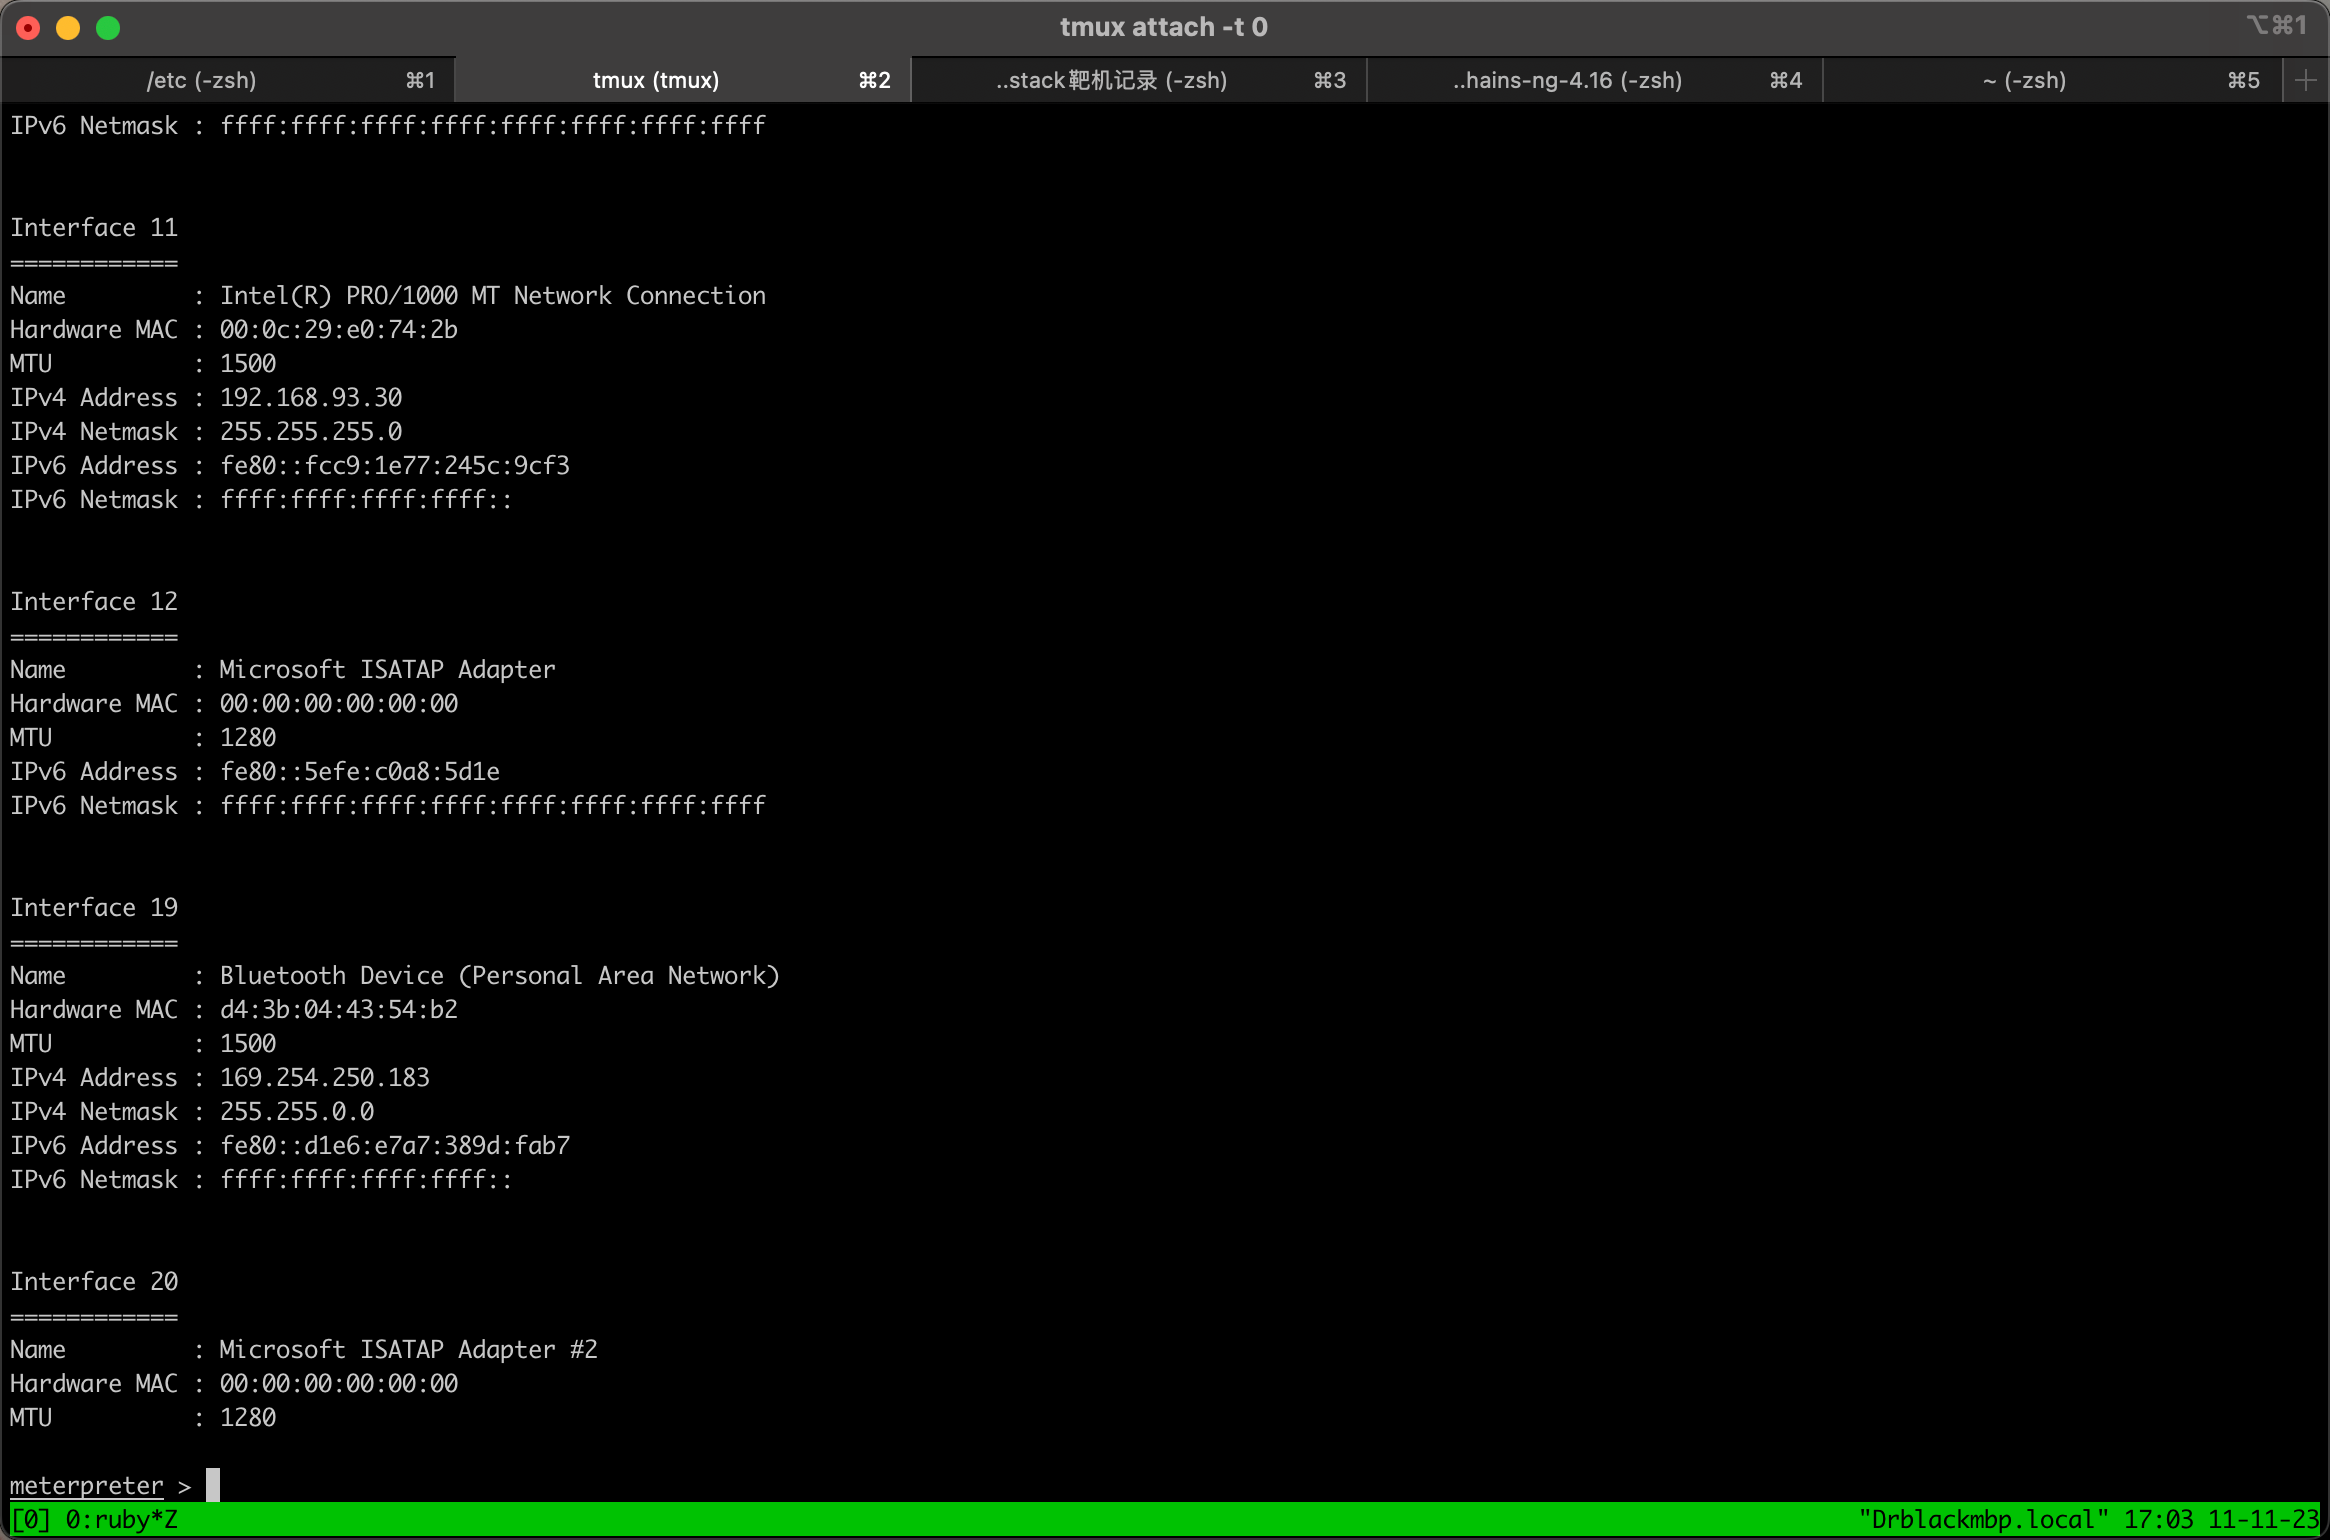 tmux attach -t 0
⌥⌘1
/etc (-zsh) ⌘1 tmux (tmux) ⌘2 ..stack靶机记录 (-zsh) ⌘3 ..hains-ng-4.16 (-zsh) ⌘4 ~ (-zsh) ⌘5
IPv6 Netmask : ffff:ffff:ffff:ffff:ffff:ffff:ffff:ffff
Interface 11
============
Name         : Intel(R) PRO/1000 MT Network Connection
Hardware MAC : 00:0c:29:e0:74:2b
MTU          : 1500
IPv4 Address : 192.168.93.30
IPv4 Netmask : 255.255.255.0
IPv6 Address : fe80::fcc9:1e77:245c:9cf3
IPv6 Netmask : ffff:ffff:ffff:ffff::
Interface 12
============
Name         : Microsoft ISATAP Adapter
Hardware MAC : 00:00:00:00:00:00
MTU          : 1280
IPv6 Address : fe80::5efe:c0a8:5d1e
IPv6 Netmask : ffff:ffff:ffff:ffff:ffff:ffff:ffff:ffff
Interface 19
============
Name         : Bluetooth Device (Personal Area Network)
Hardware MAC : d4:3b:04:43:54:b2
MTU          : 1500
IPv4 Address : 169.254.250.183
IPv4 Netmask : 255.255.0.0
IPv6 Address : fe80::d1e6:e7a7:389d:fab7
IPv6 Netmask : ffff:ffff:ffff:ffff::
Interface 20
============
Name         : Microsoft ISATAP Adapter #2
Hardware MAC : 00:00:00:00:00:00
MTU          : 1280
meterpreter >
[0] 0:ruby*Z "Drblackmbp.local" 17:03 11-11-23